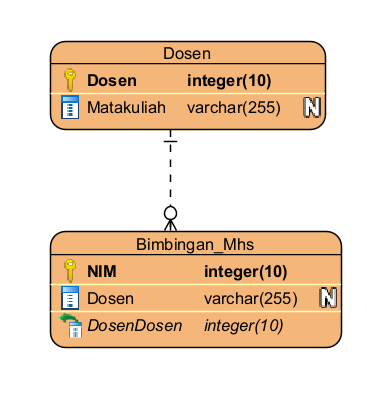 Dosen
Dosen integer(10)
Matakuliah varchar(255) N
Bimbingan_Mhs
NIM integer(10)
Dosen varchar(255) N
DosenDosen integer(10)